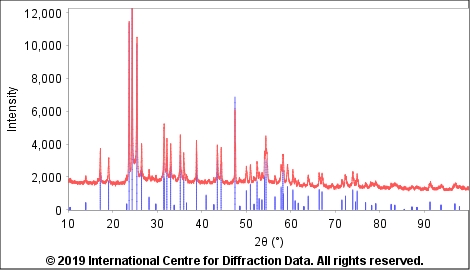 12,000
10,000
8,000
6,000
4,000
2,000
0
Intensity
10 20 30 40 50 60 70 80 90
2θ (°)
© 2019 International Centre for Diffraction Data. All rights reserved.